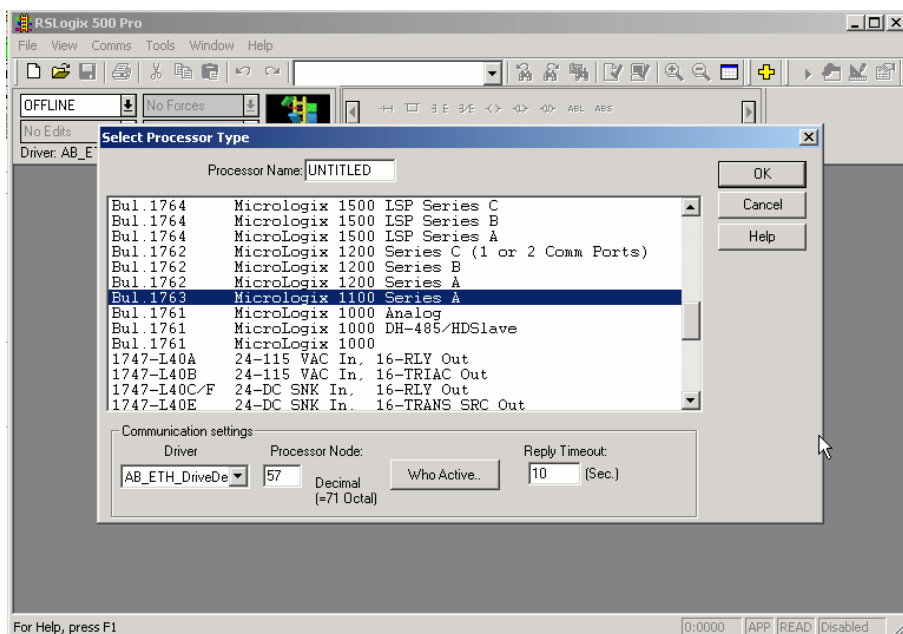 RSLogix 500 Pro
File View Comms Tools Window Help
OFFLINE No Forces
No Edits
ABL ABS
Driver: AB_E
Select Processor Type
Processor Name: UNTITLED
OK
Cancel
Help
Bul.1764 Micrologix 1500 LSP Series C
Bul.1764 Micrologix 1500 LSP Series B
Bul.1764 MicroLogix 1500 LSP Series A
Bul.1762 MicroLogix 1200 Series C (1 or 2 Comm Ports)
Bul.1762 MicroLogix 1200 Series B
Bul.1762 MicroLogix 1200 Series A
Bul.1763 MicroLogix 1100 Series A
Bul.1761 MicroLogix 1000 Analog
Bul.1761 MicroLogix 1000 DH-485/HDSlave
Bul.1761 MicroLogix 1000
1747-L40A 24-115 VAC In, 16-RLY Out
1747-L40B 24-115 VAC In, 16-TRIAC Out
1747-L40C/F 24-DC SNK In, 16-RLY Out
1747-L40E 24-DC SNK In, 16-TRANS SRC Out
Communication settings
Driver Processor Node: Reply Timeout:
AB_ETH_DriveDe 57 Decimal (=71 Octal) Who Active.. 10 (Sec.)
For Help, press F1 0:0000 APP READ Disabled